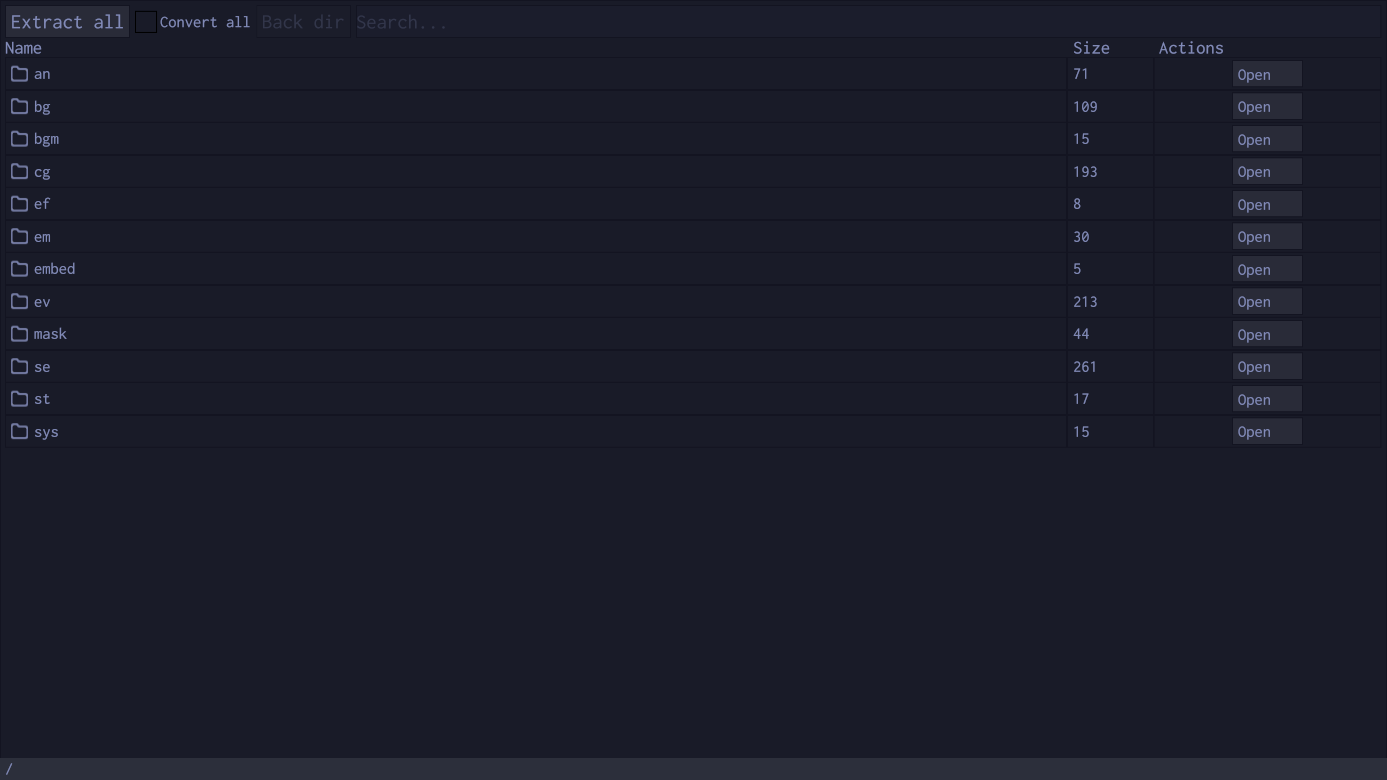 Extract all Convert all Back dir Search...
Name Size Actions
an 71 Open
bg 109 Open
bgm 15 Open
cg 193 Open
ef 8 Open
em 30 Open
embed 5 Open
ev 213 Open
mask 44 Open
se 261 Open
st 17 Open
sys 15 Open
/